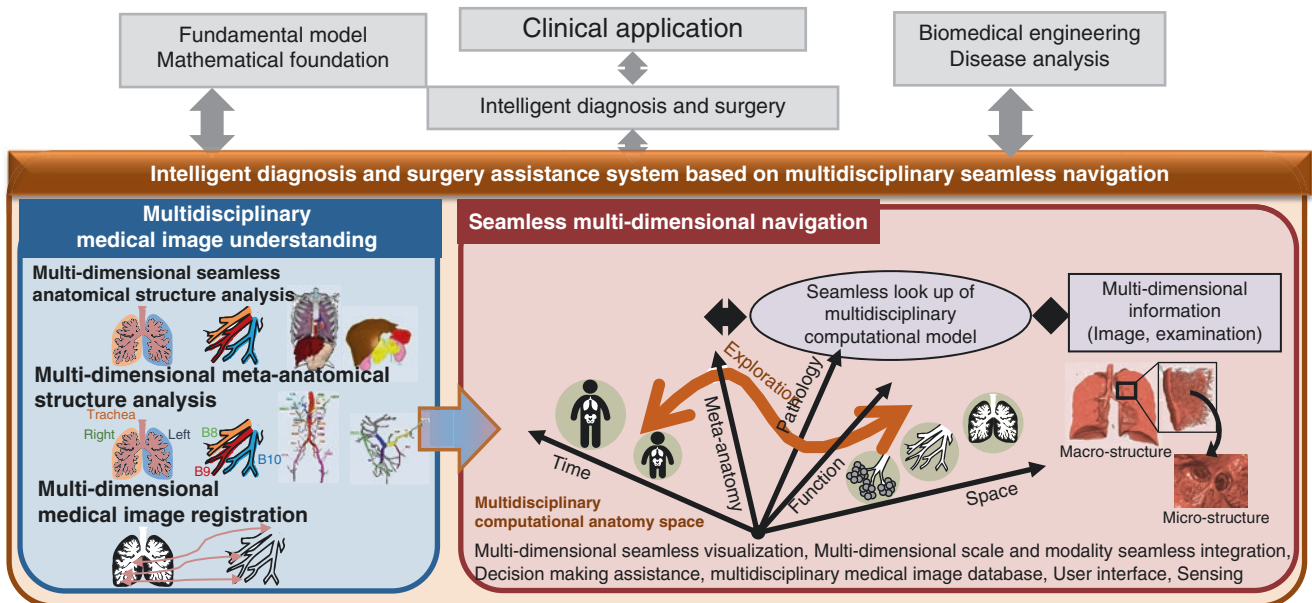 Fundamental model
Mathematical foundation
Clinical application
Biomedical engineering
Disease analysis
Intelligent diagnosis and surgery
Intelligent diagnosis and surgery assistance system based on multidisciplinary seamless navigation
Multidisciplinary
medical image understanding
Multi-dimensional seamless
anatomical structure analysis
Multi-dimensional meta-anatomical
structure analysis
Trachea
Right
Left
B8
B9
B10
Multi-dimensional
medical image registration
Seamless multi-dimensional navigation
Seamless look up of
multidisciplinary
computational model
Multi-dimensional
information
(Image, examination)
Exploration
Time
Meta-anatomy
Pathology
Function
Space
Macro-structure
Micro-structure
Multidisciplinary
computational anatomy space
Multi-dimensional seamless visualization, Multi-dimensional scale and modality seamless integration,
Decision making assistance, multidisciplinary medical image database, User interface, Sensing